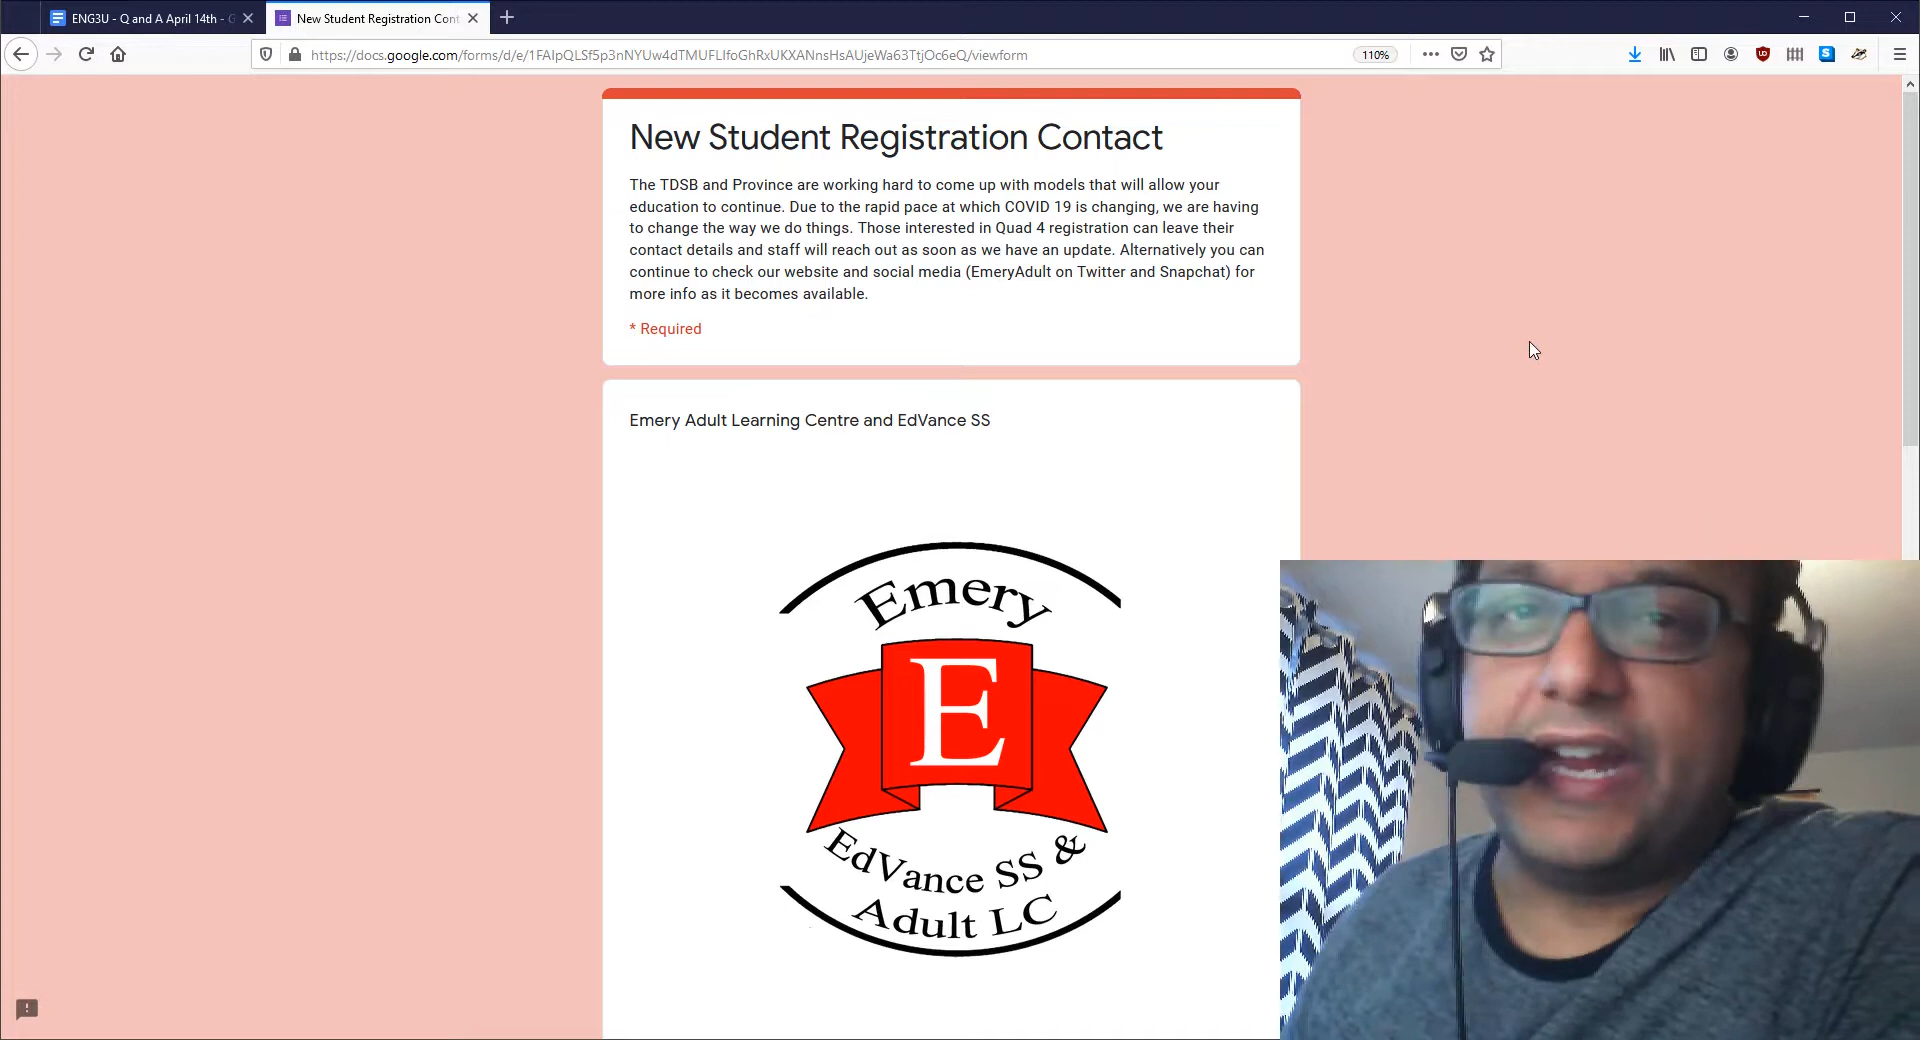 ENG3U - Q and A April 14th - G
New Student Registration Cont
https://docs.google.com/forms/d/e/1FAIpQLSf5p3nNYUw4dTMUFLIfoGhRxUKXANnsHsAUjeWa63TtjOc6eQ/viewform
110%
New Student Registration Contact
The TDSB and Province are working hard to come up with models that will allow your
education to continue. Due to the rapid pace at which COVID 19 is changing, we are having
to change the way we do things. Those interested in Quad 4 registration can leave their
contact details and staff will reach out as soon as we have an update. Alternatively you can
continue to check our website and social media (EmeryAdult on Twitter and Snapchat) for
more info as it becomes available.
* Required
Emery Adult Learning Centre and EdVance SS
Emery
E
EdVance SS &
Adult LC